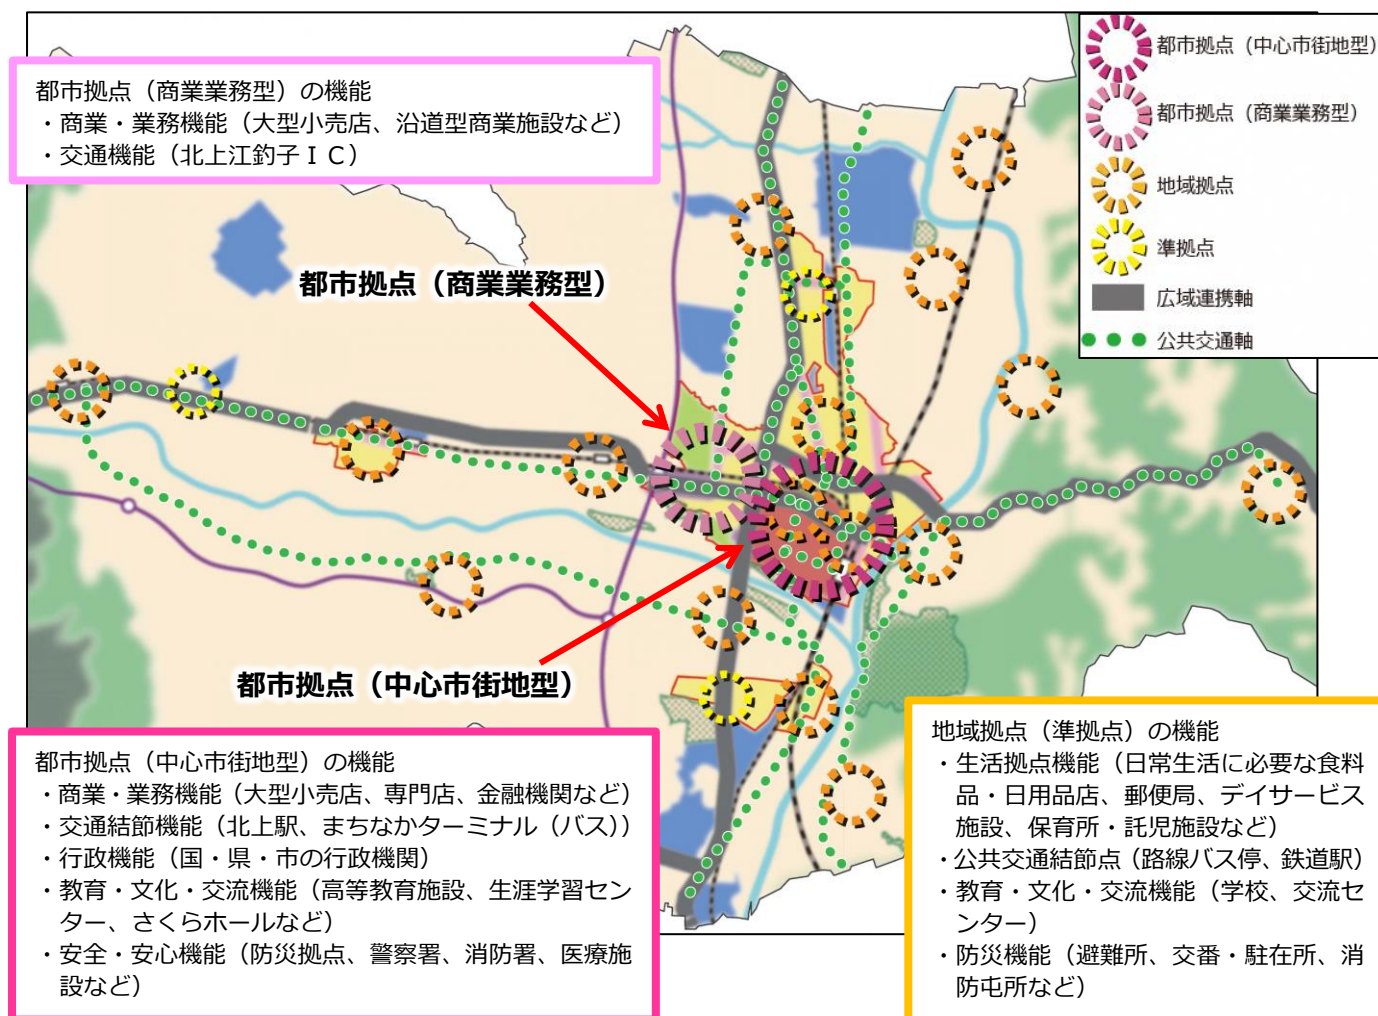 都市拠点（商業業務型）の機能
・商業・業務機能（大型小売店、沿道型商業施設など）
・交通機能（北上江釣子ＩＣ）
都市拠点（中心市街地型）
都市拠点（商業業務型）
地域拠点
準拠点
広域連携軸
公共交通軸
都市拠点（商業業務型）
都市拠点（中心市街地型）
都市拠点（中心市街地型）の機能
・商業・業務機能（大型小売店、専門店、金融機関など）
・交通結節機能（北上駅、まちなかターミナル（バス））
・行政機能（国・県・市の行政機関）
・教育・文化・交流機能（高等教育施設、生涯学習セン
ター、さくらホールなど）
・安全・安心機能（防災拠点、警察署、消防署、医療施
設など）
地域拠点（準拠点）の機能
・生活拠点機能（日常生活に必要な食料
品・日用品店、郵便局、デイサービス
施設、保育所・託児施設など）
・公共交通結節点（路線バス停、鉄道駅）
・教育・文化・交流機能（学校、交流セ
ンター）
・防災機能（避難所、交番・駐在所、消
防屯所など）